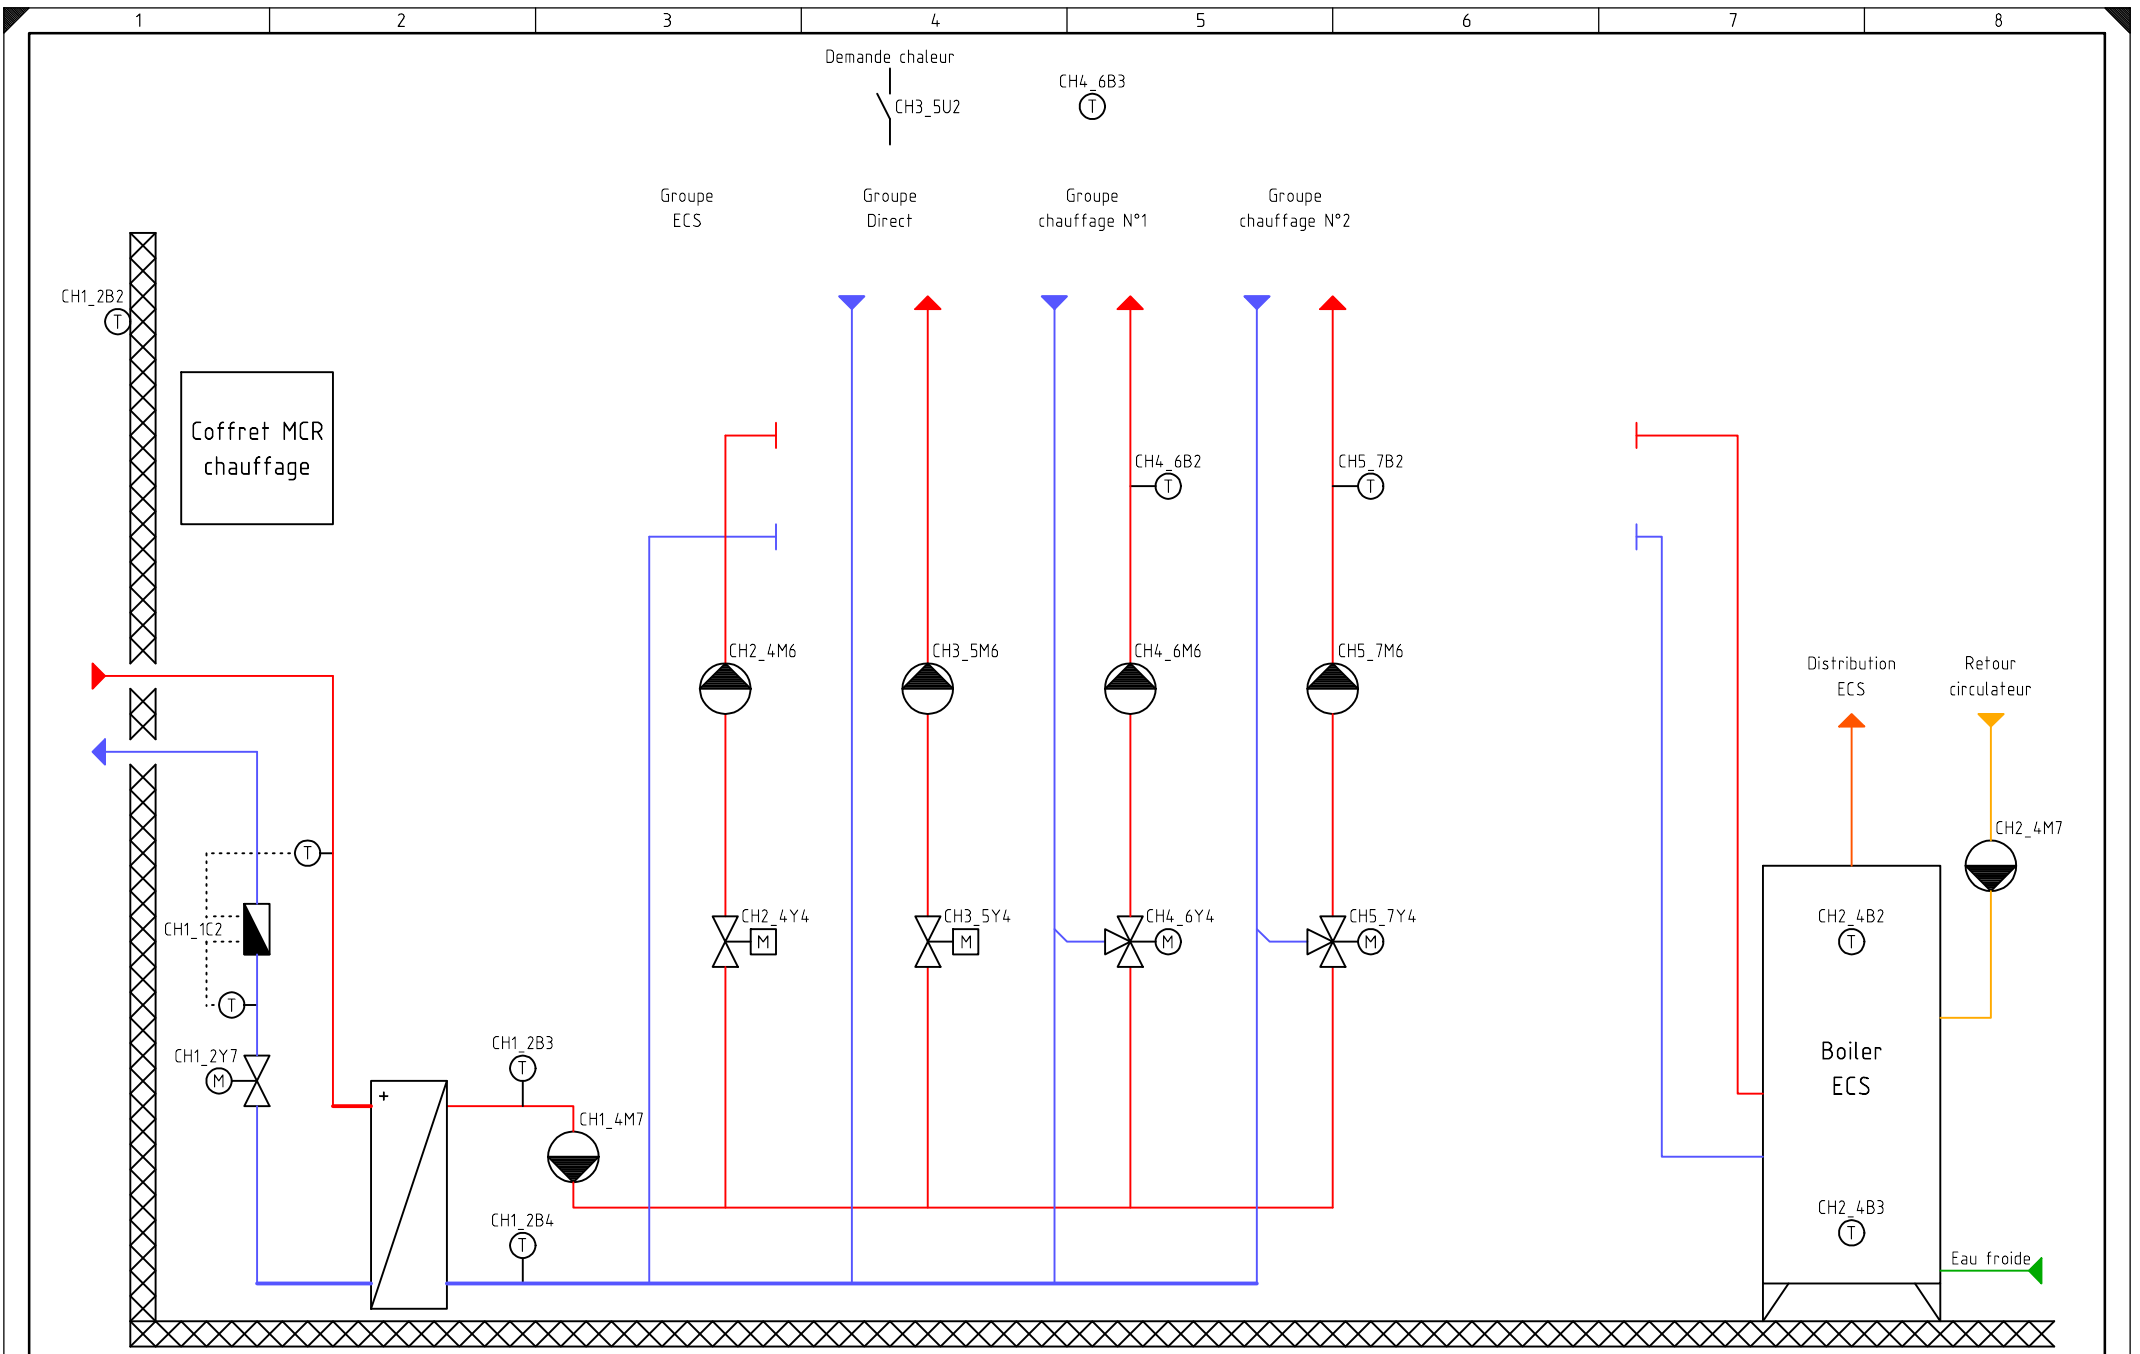 1 2 3 4 5 6 7 8
Demande chaleur
CH3_5U2
CH4_6B3
T
Groupe
ECS
Groupe
Direct
Groupe
chauffage N°1
Groupe
chauffage N°2
CH1_2B2
T
Coffret MCR
chauffage
CH4_6B2
T
CH5_7B2
T
CH2_4M6
CH3_5M6
CH4_6M6
CH5_7M6
Distribution
ECS
Retour
circulateur
CH2_4M7
T
CH1_1C2
T
CH2_4Y4
M
CH3_5Y4
M
CH4_6Y4
M
CH5_7Y4
M
CH2_4B2
T
CH1_2Y7
M
CH1_2B3
T
+
CH1_4M7
Boiler
ECS
CH1_2B4
T
CH2_4B3
T
Eau froide